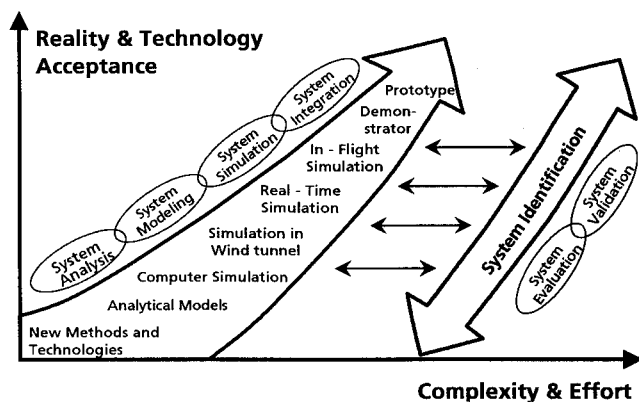 Reality & Technology
Acceptance
System
Integration
System
Simulation
System
Modeling
System
Analysis
Prototype
Demon-
strator
In - Flight
Simulation
Real - Time
Simulation
Simulation in
Wind tunnel
Computer Simulation
Analytical Models
New Methods and
Technologies
System Identification
System
Validation
System
Evaluation
Complexity & Effort